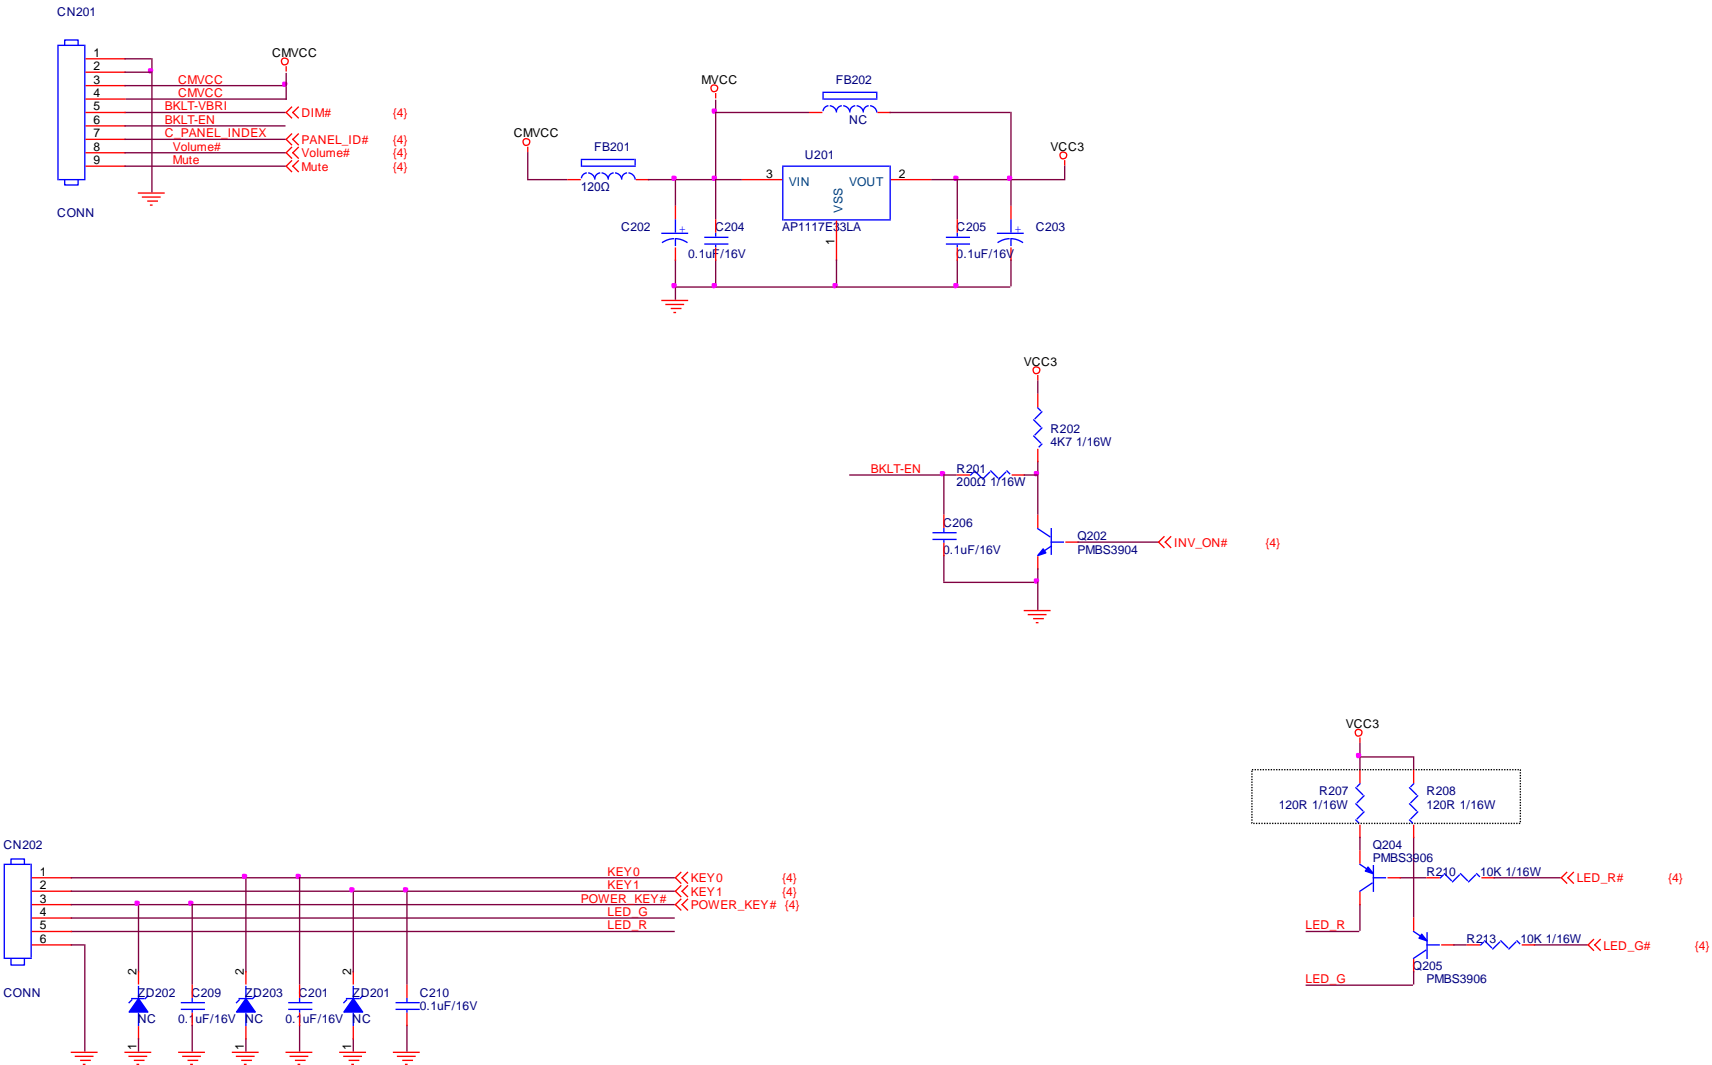 CN201
1
2
3
4
5
6
7
8
9
CMVCC
CMVCC
CMVCC
BKLT-VBRI
BKLT-EN
C_PANEL_INDEX
Volume#
Mute
DIM# {4}
PANEL_ID# {4}
Volume# {4}
Mute {4}
CONN
MVCC
FB202
NC
CMVCC
FB201
120Ω
U201
3 VIN VOUT 2
VSS
1
AP1117E33LA
VCC3
C202 +
C204
0.1uF/16V
C205
0.1uF/16V
+ C203
VCC3
R202
4K7 1/16W
BKLT-EN
R201
200Ω 1/16W
C206
0.1uF/16V
Q202
PMBS3904
INV_ON# {4}
VCC3
R207
120R 1/16W
R208
120R 1/16W
Q204
PMBS3906
R210 10K 1/16W
LED_R# {4}
LED_R
R213 10K 1/16W
LED_G# {4}
Q205
PMBS3906
LED_G
CN202
1
2
3
4
5
6
KEY0
KEY1
POWER_KEY#
LED_G
LED_R
KEY0 {4}
KEY1 {4}
POWER_KEY# {4}
CONN
2
ZD202
NC
1
C209
0.1uF/16V
2
ZD203
NC
1
C201
0.1uF/16V
2
ZD201
NC
1
C210
0.1uF/16V